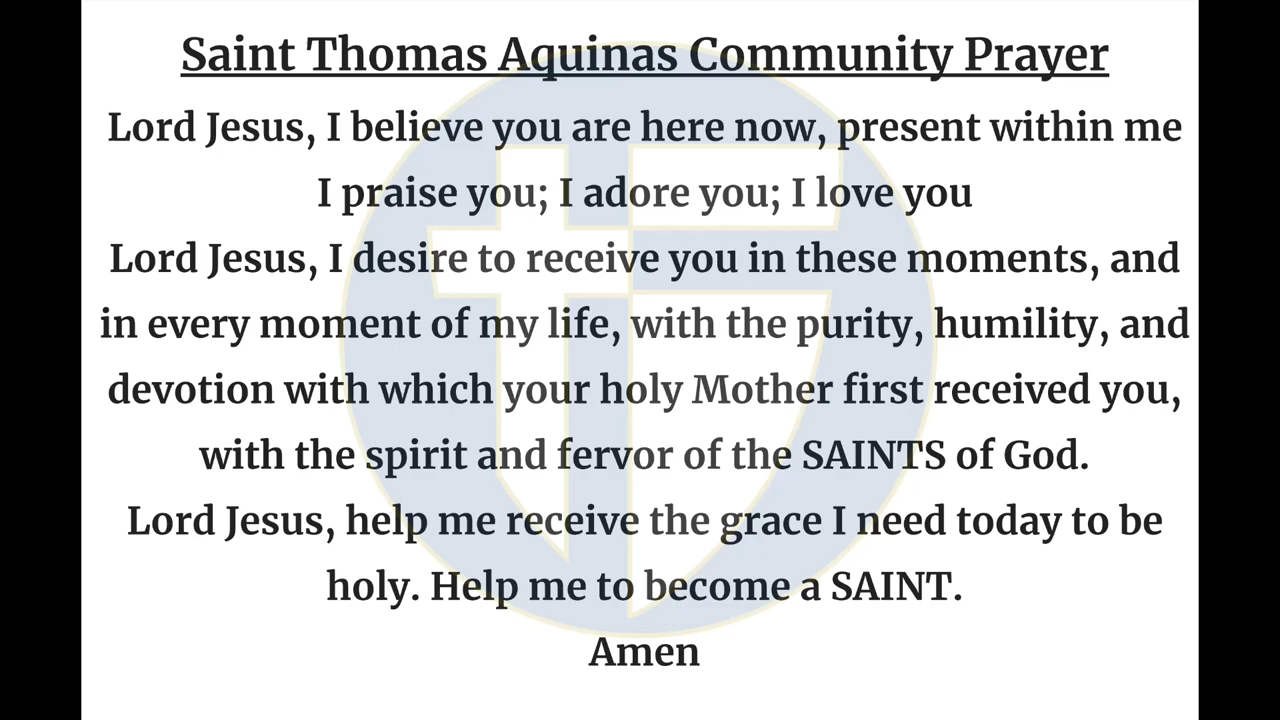 Saint Thomas Aquinas Community Prayer
Lord Jesus, I believe you are here now, present within me
I praise you; I adore you; I love you
Lord Jesus, I desire to receive you in these moments, and
in every moment of my life, with the purity, humility, and
devotion with which your holy Mother first received you,
with the spirit and fervor of the SAINTS of God.
Lord Jesus, help me receive the grace I need today to be
holy. Help me to become a SAINT.
Amen